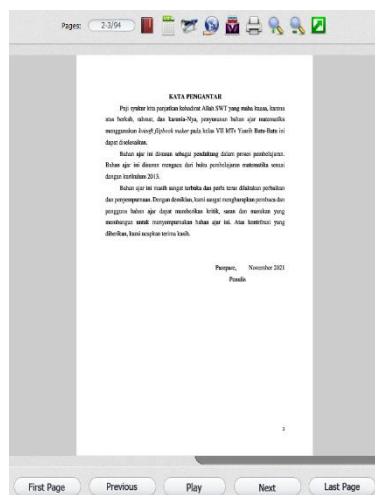 Pages: 2-3/94
KATA PENGANTAR
Puji syukur kita panjatkan kehadirat Allah SWT yang maha kuasa, karena
atas berkah, rahmat, dan karunia-Nya, penyusunan bahan ajar matematika
menggunakan kvisoft flipbook maker pada kelas VII MTs Yasrib Batu-Batu ini
dapat diselesaikan.
Bahan ajar ini disusun sebagai pendukung dalam proses pembelajaran.
Bahan ajar ini disusun mengacu dari buku pembelajaran matematika sesuai
dengan kurikulum 2013.
Bahan ajar ini masih sangat terbuka dan perlu terus dilakukan perbaikan
dan penyempurnaan. Dengan demikian, kami sangat mengharapkan pembaca dan
pengguna bahan ajar dapat memberikan kritik, saran dan masukan yang
membangun untuk menyempurnakan bahan ajar ini. Atas kontribusi yang
diberikan, kami ucapkan terima kasih.
Parepare, November 2021
Penulis
First Page Previous Play Next Last Page